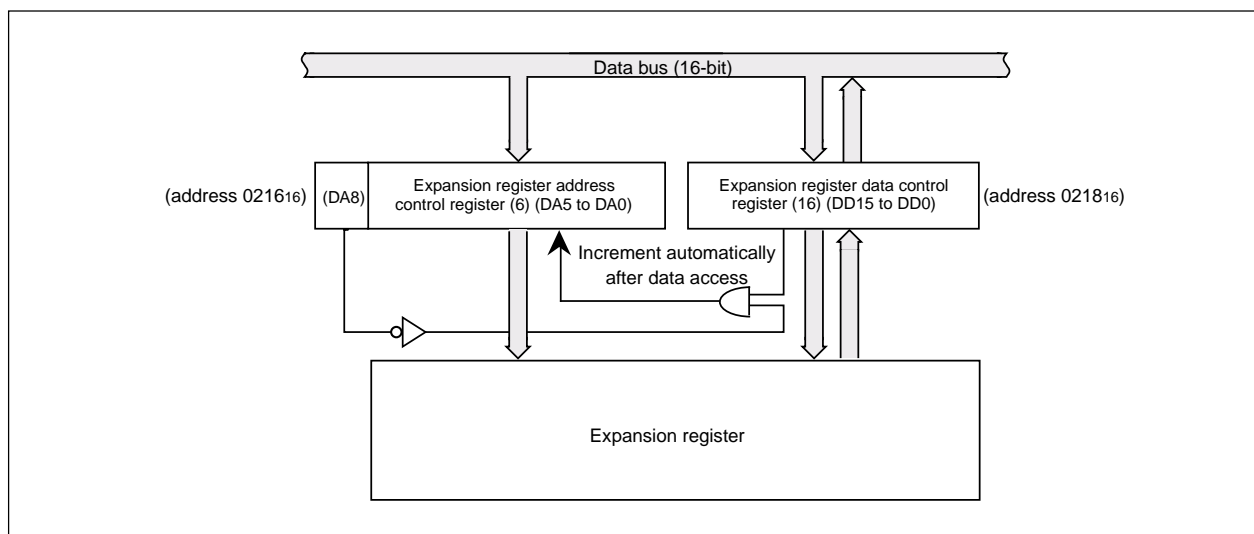 Data bus (16-bit)
(address 021616)
(DA8)
Expansion register address
control register (6) (DA5 to DA0)
Expansion register data control
register (16) (DD15 to DD0)
(address 021816)
Increment automatically
after data access
Expansion register